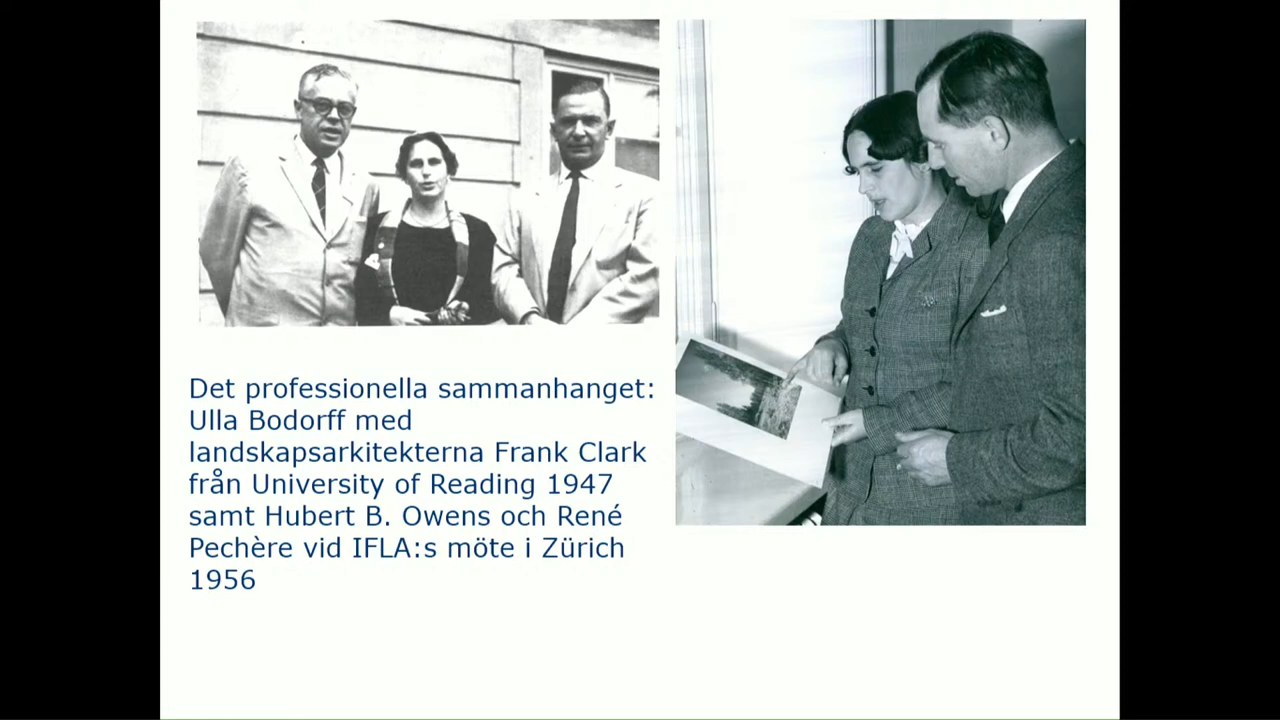 Det professionella sammanhanget:
Ulla Bodorff med
landskapsarkitekterna Frank Clark
från University of Reading 1947
samt Hubert B. Owens och René
Pechère vid IFLA:s möte i Zürich
1956